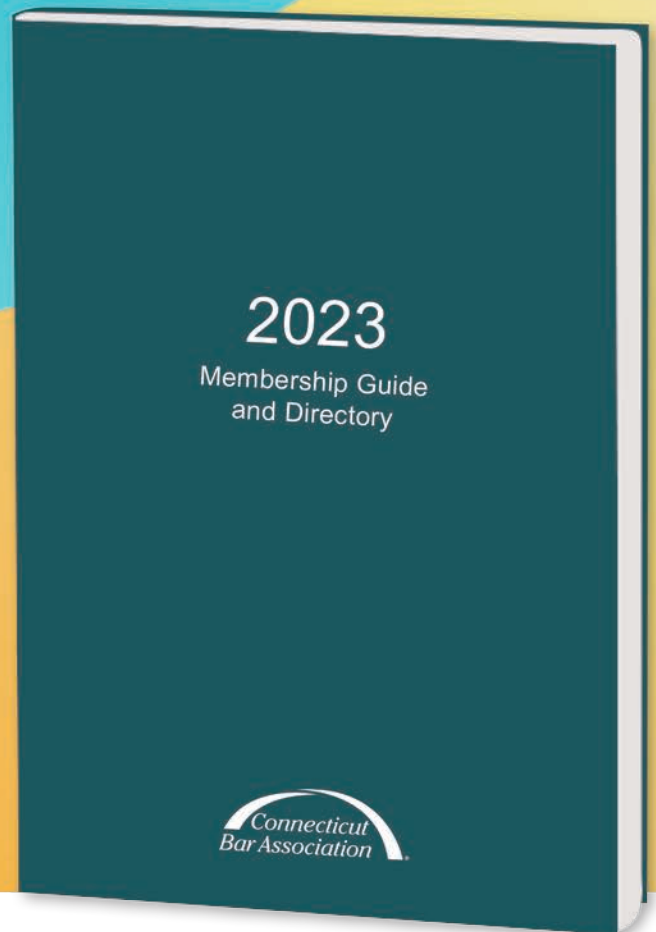 2023
Membership Guide
and Directory
Connecticut
Bar Association